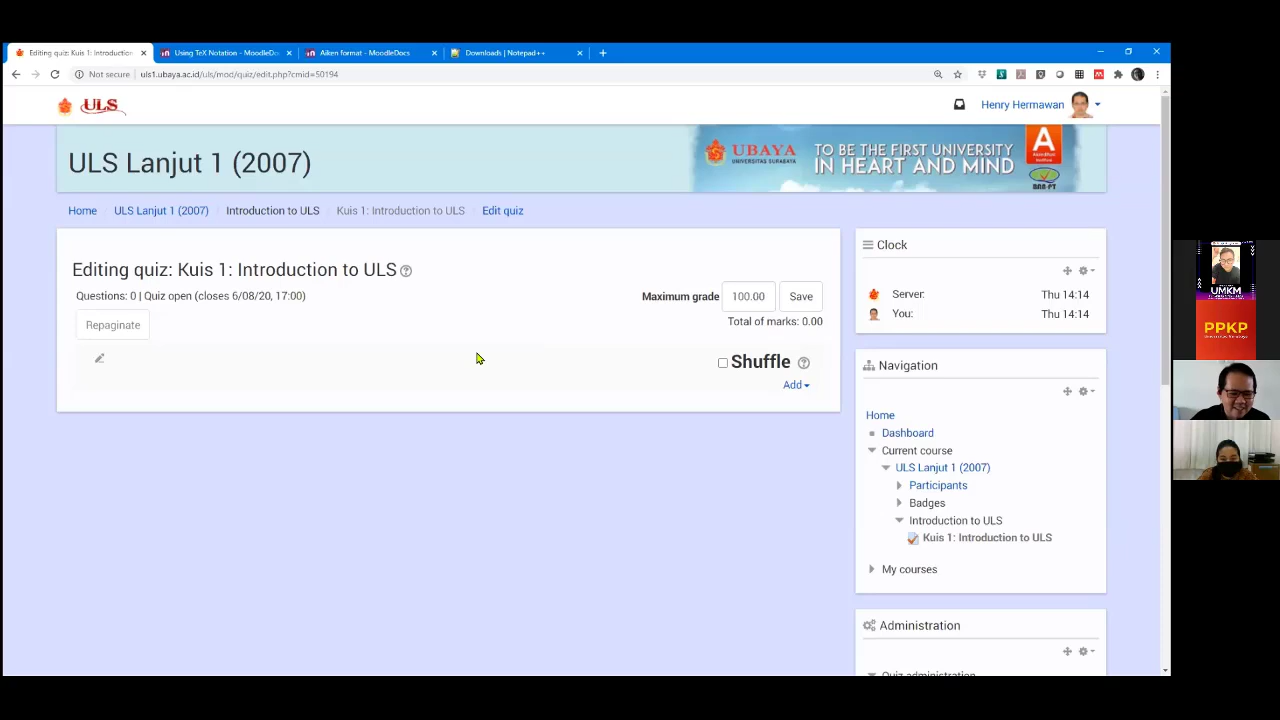 Editing quiz: Kuis 1: Introduction
Using TeX Notation - MoodleDoc
Aiken format - MoodleDocs
Downloads | Notepad++
Not secure
uls1.ubaya.ac.id/uls/mod/quiz/edit.php?cmid=50194
ULS
Henry Hermawan
ULS Lanjut 1 (2007)
UBAYA
UNIVERSITAS SURABAYA
TO BE THE FIRST UNIVERSITY
IN HEART AND MIND
A
BAN-PT
Home
ULS Lanjut 1 (2007)
Introduction to ULS
Kuis 1: Introduction to ULS
Edit quiz
Editing quiz: Kuis 1: Introduction to ULS
Questions: 0 | Quiz open (closes 6/08/20, 17:00)
Maximum grade
100.00
Save
Total of marks: 0.00
Repaginate
Shuffle
Add
Clock
Server:
Thu 14:14
You:
Thu 14:14
Navigation
Home
Dashboard
Current course
ULS Lanjut 1 (2007)
Participants
Badges
Introduction to ULS
Kuis 1: Introduction to ULS
My courses
Administration
Quiz administration
UMKM
PPKP